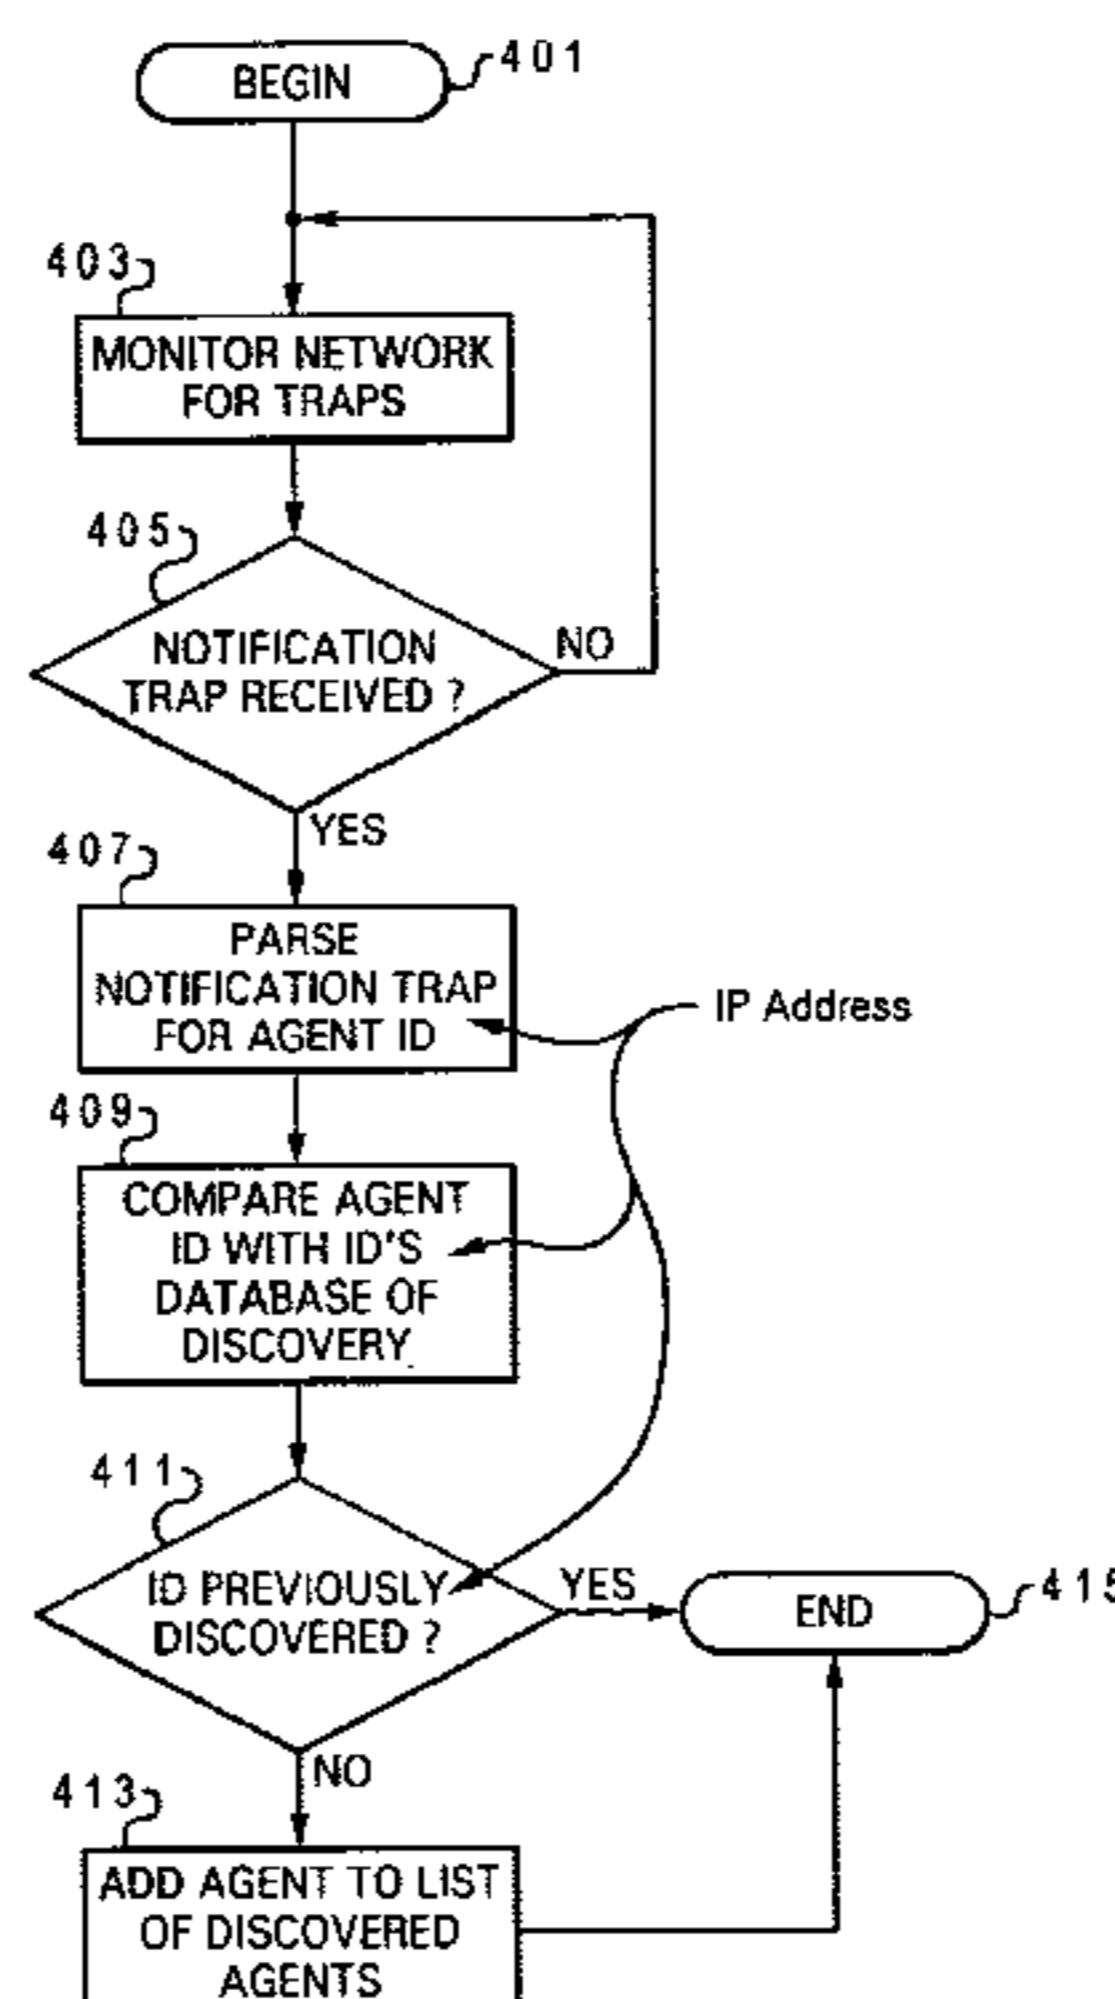 BEGIN
401
403
MONITOR NETWORK
FOR TRAPS
405
NOTIFICATION
TRAP RECEIVED ?
NO
YES
407
PARSE
NOTIFICATION TRAP
FOR AGENT ID
IP Address
409
COMPARE AGENT
ID WITH ID'S
DATABASE OF
DISCOVERY
411
ID PREVIOUSLY
DISCOVERED ?
YES
END
415
NO
413
ADD AGENT TO LIST
OF DISCOVERED
AGENTS